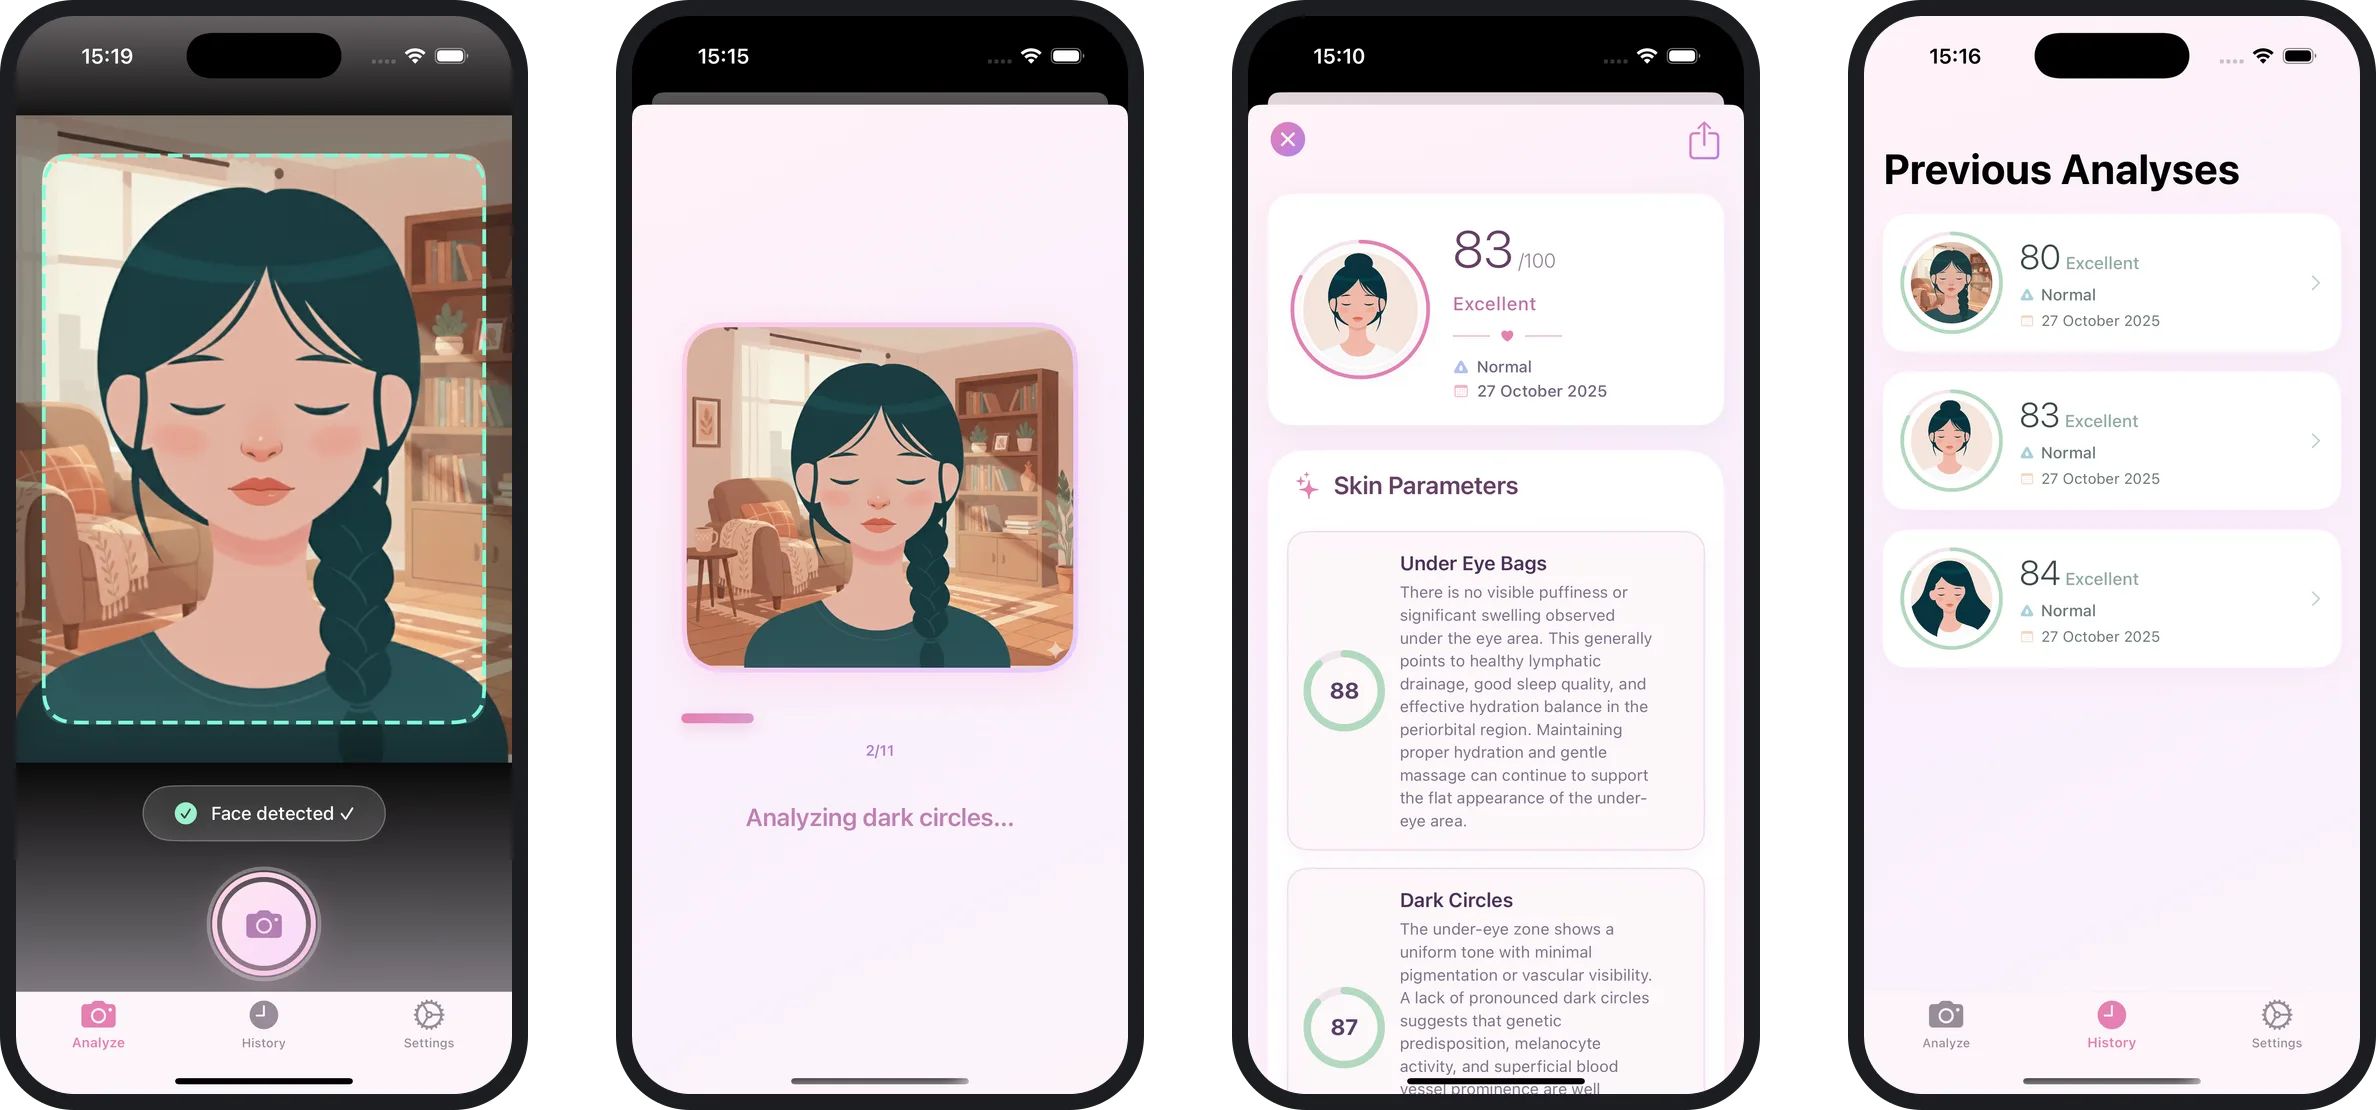 15:19
Face detected ✓
Analyze
History
Settings
15:15
2/11
Analyzing dark circles...
15:10
83 /100
Excellent
Normal
27 October 2025
Skin Parameters
Under Eye Bags
There is no visible puffiness or
significant swelling observed
under the eye area. This generally
points to healthy lymphatic
drainage, good sleep quality, and
effective hydration balance in the
periorbital region. Maintaining
proper hydration and gentle
massage can continue to support
the flat appearance of the under-
eye area.
88
Dark Circles
The under-eye zone shows a
uniform tone with minimal
pigmentation or vascular visibility.
A lack of pronounced dark circles
suggests that genetic
predisposition, melanocyte
activity, and superficial blood
vessel prominence are well
87
15:16
Previous Analyses
80 Excellent
Normal
27 October 2025
83 Excellent
Normal
27 October 2025
84 Excellent
Normal
27 October 2025
Analyze
History
Settings